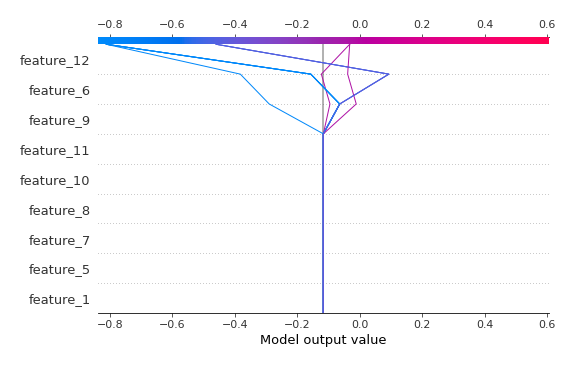 −0.8 −0.6 −0.4 −0.2 0.0 0.2 0.4 0.6
feature_12
feature_6
feature_9
feature_11
feature_10
feature_8
feature_7
feature_5
feature_1
−0.8 −0.6 −0.4 −0.2 0.0 0.2 0.4 0.6
Model output value